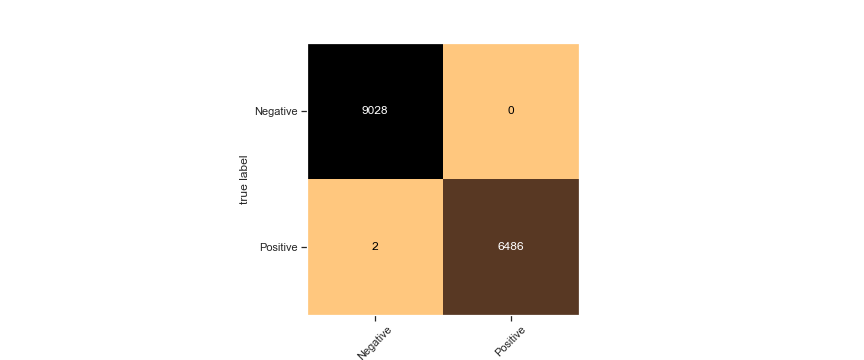 Negative
9028
0
true label
Positive
2
6486
Negative
Positive